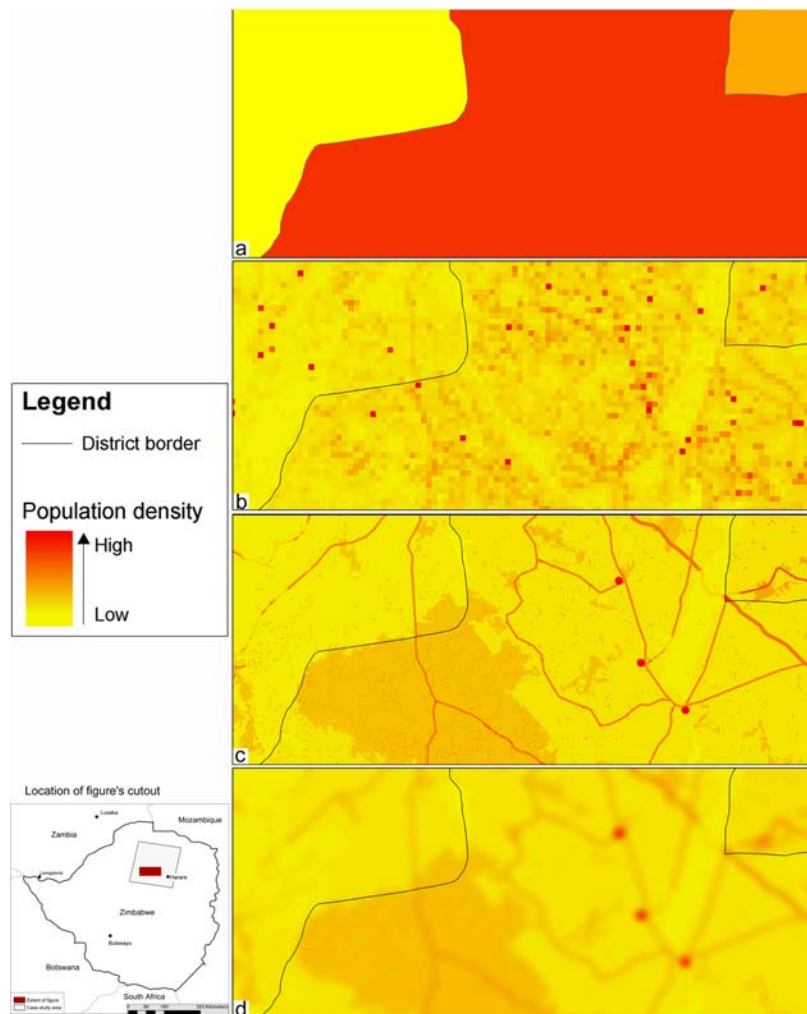 a
b
Legend
District border
Population density
High
Low
c
Location of figure's cutout
Lusaka
Mozambique
Zambia
Harare
Zimbabwe
Bulawayo
Botswana
South Africa
Extent of figure
Case-study area
d